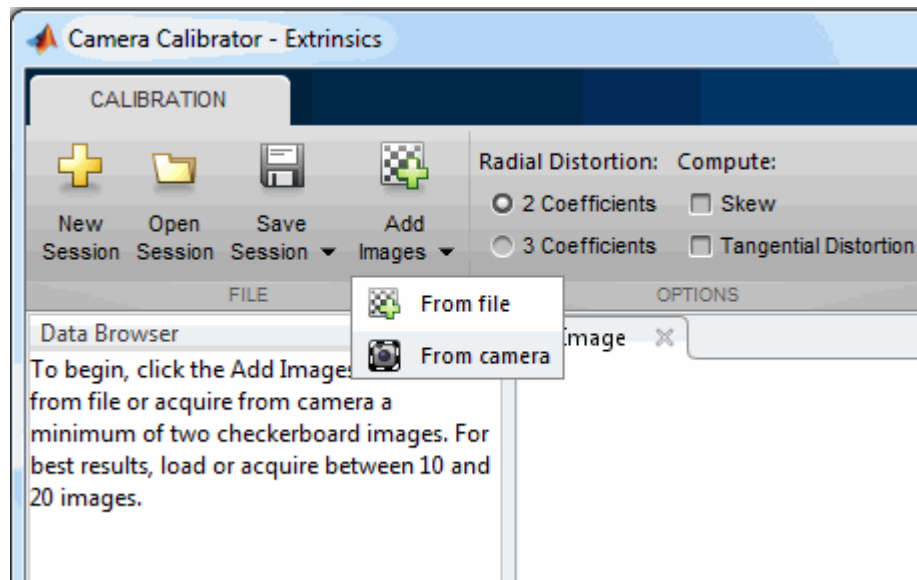 Camera Calibrator - Extrinsics
CALIBRATION
New Session
Open Session
Save Session
Add Images
Radial Distortion:
2 Coefficients
3 Coefficients
Compute:
Skew
Tangential Distortion
FILE
OPTIONS
From file
From camera
Data Browser
Image
To begin, click the Add Images
from file or acquire from camera a
minimum of two checkerboard images. For
best results, load or acquire between 10 and
20 images.